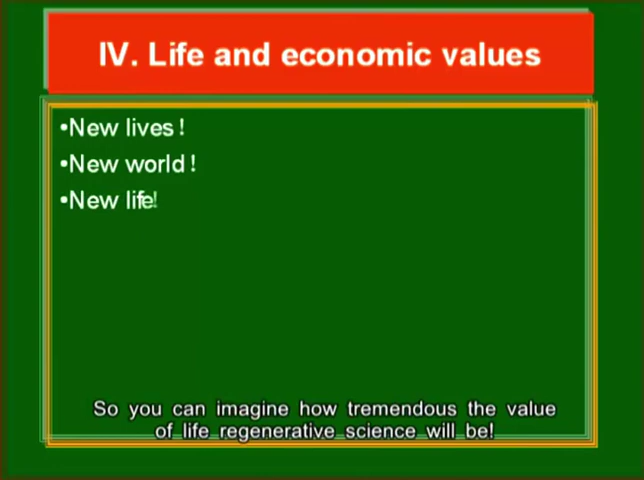 IV. Life and economic values
•New lives!
•New world!
•New life!
So you can imagine how tremendous the value
of life regenerative science will be!